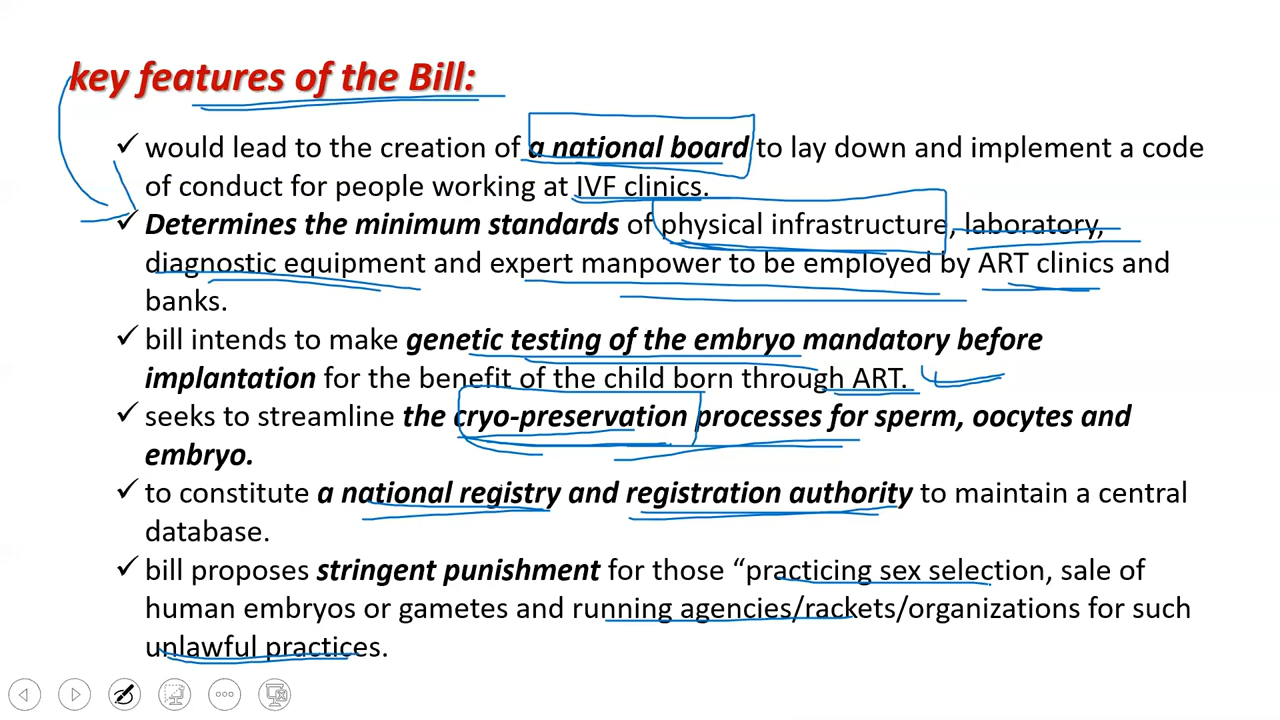 key features of the Bill:
✓ would lead to the creation of a national board to lay down and implement a code
of conduct for people working at IVF clinics.
✓ Determines the minimum standards of physical infrastructure, laboratory,
diagnostic equipment and expert manpower to be employed by ART clinics and
banks.
✓ bill intends to make genetic testing of the embryo mandatory before
implantation for the benefit of the child born through ART.
✓ seeks to streamline the cryo-preservation processes for sperm, oocytes and
embryo.
✓ to constitute a national registry and registration authority to maintain a central
database.
✓ bill proposes stringent punishment for those “practicing sex selection, sale of
human embryos or gametes and running agencies/rackets/organizations for such
unlawful practices.